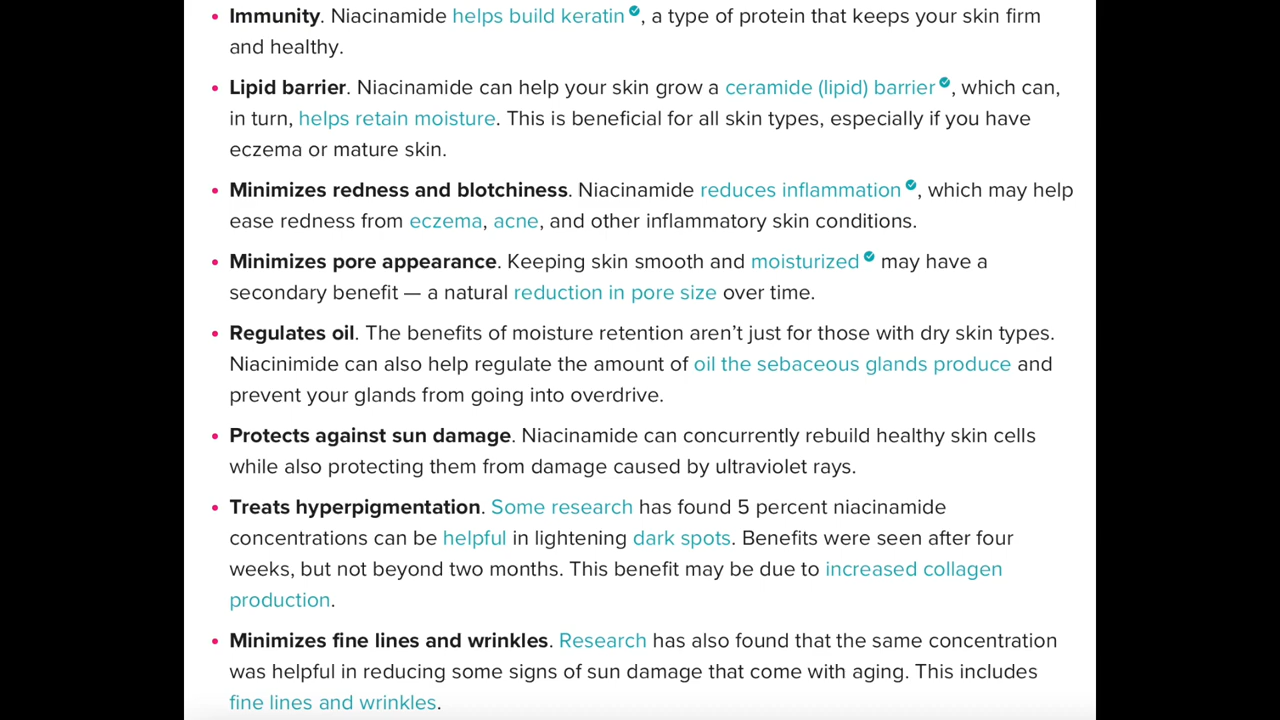 • Immunity. Niacinamide helps build keratin, a type of protein that keeps your skin firm
and healthy.
• Lipid barrier. Niacinamide can help your skin grow a ceramide (lipid) barrier, which can,
in turn, helps retain moisture. This is beneficial for all skin types, especially if you have
eczema or mature skin.
• Minimizes redness and blotchiness. Niacinamide reduces inflammation, which may help
ease redness from eczema, acne, and other inflammatory skin conditions.
• Minimizes pore appearance. Keeping skin smooth and moisturized may have a
secondary benefit — a natural reduction in pore size over time.
• Regulates oil. The benefits of moisture retention aren’t just for those with dry skin types.
Niacinimide can also help regulate the amount of oil the sebaceous glands produce and
prevent your glands from going into overdrive.
• Protects against sun damage. Niacinamide can concurrently rebuild healthy skin cells
while also protecting them from damage caused by ultraviolet rays.
• Treats hyperpigmentation. Some research has found 5 percent niacinamide
concentrations can be helpful in lightening dark spots. Benefits were seen after four
weeks, but not beyond two months. This benefit may be due to increased collagen
production.
• Minimizes fine lines and wrinkles. Research has also found that the same concentration
was helpful in reducing some signs of sun damage that come with aging. This includes
fine lines and wrinkles.